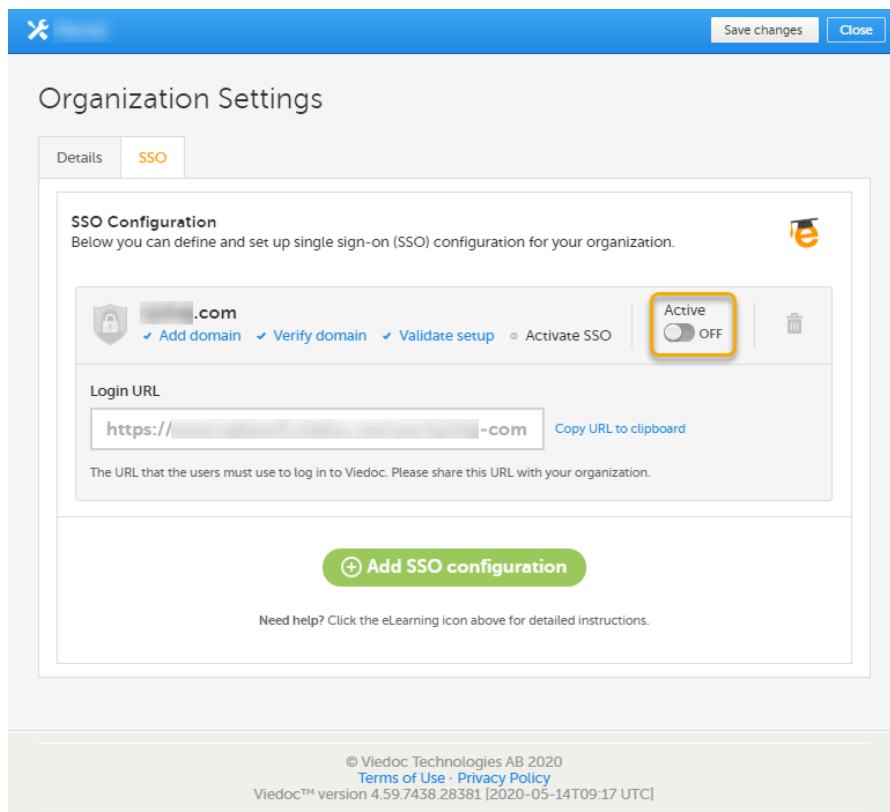 Save changes
Close
Organization Settings
Details
SSO
SSO Configuration
Below you can define and set up single sign-on (SSO) configuration for your organization.
e
.com
Add domain
Verify domain
Validate setup
Activate SSO
Active
OFF
Login URL
https://
-com
Copy URL to clipboard
The URL that the users must use to log in to Viedoc. Please share this URL with your organization.
Add SSO configuration
Need help? Click the eLearning icon above for detailed instructions.
© Viedoc Technologies AB 2020
Terms of Use · Privacy Policy
Viedoc™ version 4.59.7438.28381 [2020-05-14T09:17 UTC]